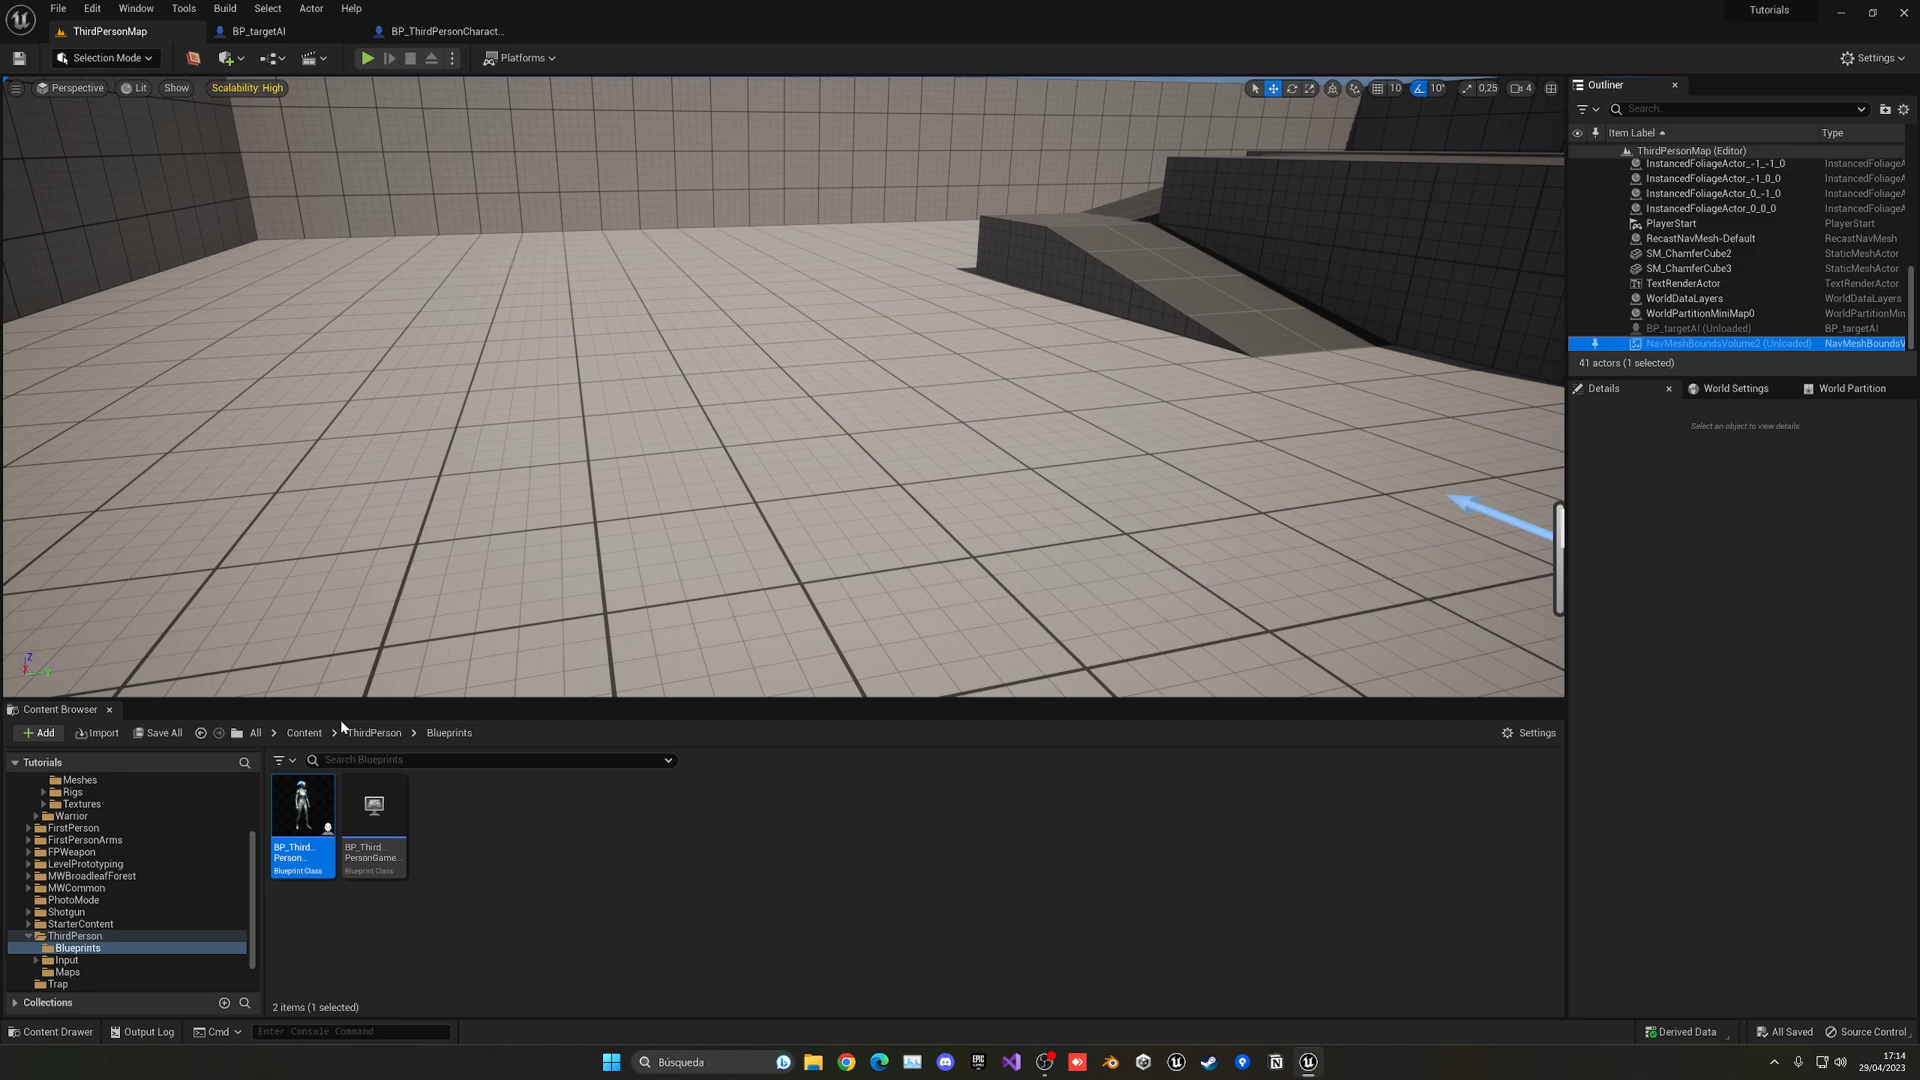 File Edit Window Tools Build Select Actor Help
Tutorials
ThirdPersonMap
BP_targetAI
BP_ThirdPersonCharact...
Selection Mode
Platforms
Settings
Perspective
Lit
Show
Scalability: High
10
10°
0,25
4
Outliner
Search...
Item Label
Type
ThirdPersonMap (Editor)
InstancedFoliageActor_-1_-1_0 InstancedFoliageA
InstancedFoliageActor_-1_0_0 InstancedFoliageA
InstancedFoliageActor_0_-1_0 InstancedFoliageA
InstancedFoliageActor_0_0_0 InstancedFoliageA
PlayerStart PlayerStart
RecastNavMesh-Default RecastNavMesh
SM_ChamferCube2 StaticMeshActor
SM_ChamferCube3 StaticMeshActor
TextRenderActor TextRenderActor
WorldDataLayers WorldDataLayers
WorldPartitionMiniMap0 WorldPartitionMin
BP_targetAI (Unloaded) BP_targetAI
NavMeshBoundsVolume2 (Unloaded) NavMeshBoundsV
41 actors (1 selected)
Details
World Settings
World Partition
Select an object to view details.
X
Y
Z
Content Browser
Add
Import
Save All
All > Content > ThirdPerson > Blueprints
Settings
Tutorials
Search Blueprints
Meshes
Rigs
Textures
Warrior
FirstPerson
FirstPersonArms
FPWeapon
LevelPrototyping
MWBroadleafForest
MWCommon
PhotoMode
Shotgun
StarterContent
ThirdPerson
Blueprints
Input
Maps
Trap
Collections
BP_Third...
Person...
Blueprint Class
BP_Third...
PersonGame...
Blueprint Class
2 items (1 selected)
Content Drawer
Output Log
Cmd
Enter Console Command
Derived Data
All Saved
Source Control
Búsqueda
EPIC
GAMES
17:14
29/04/2023